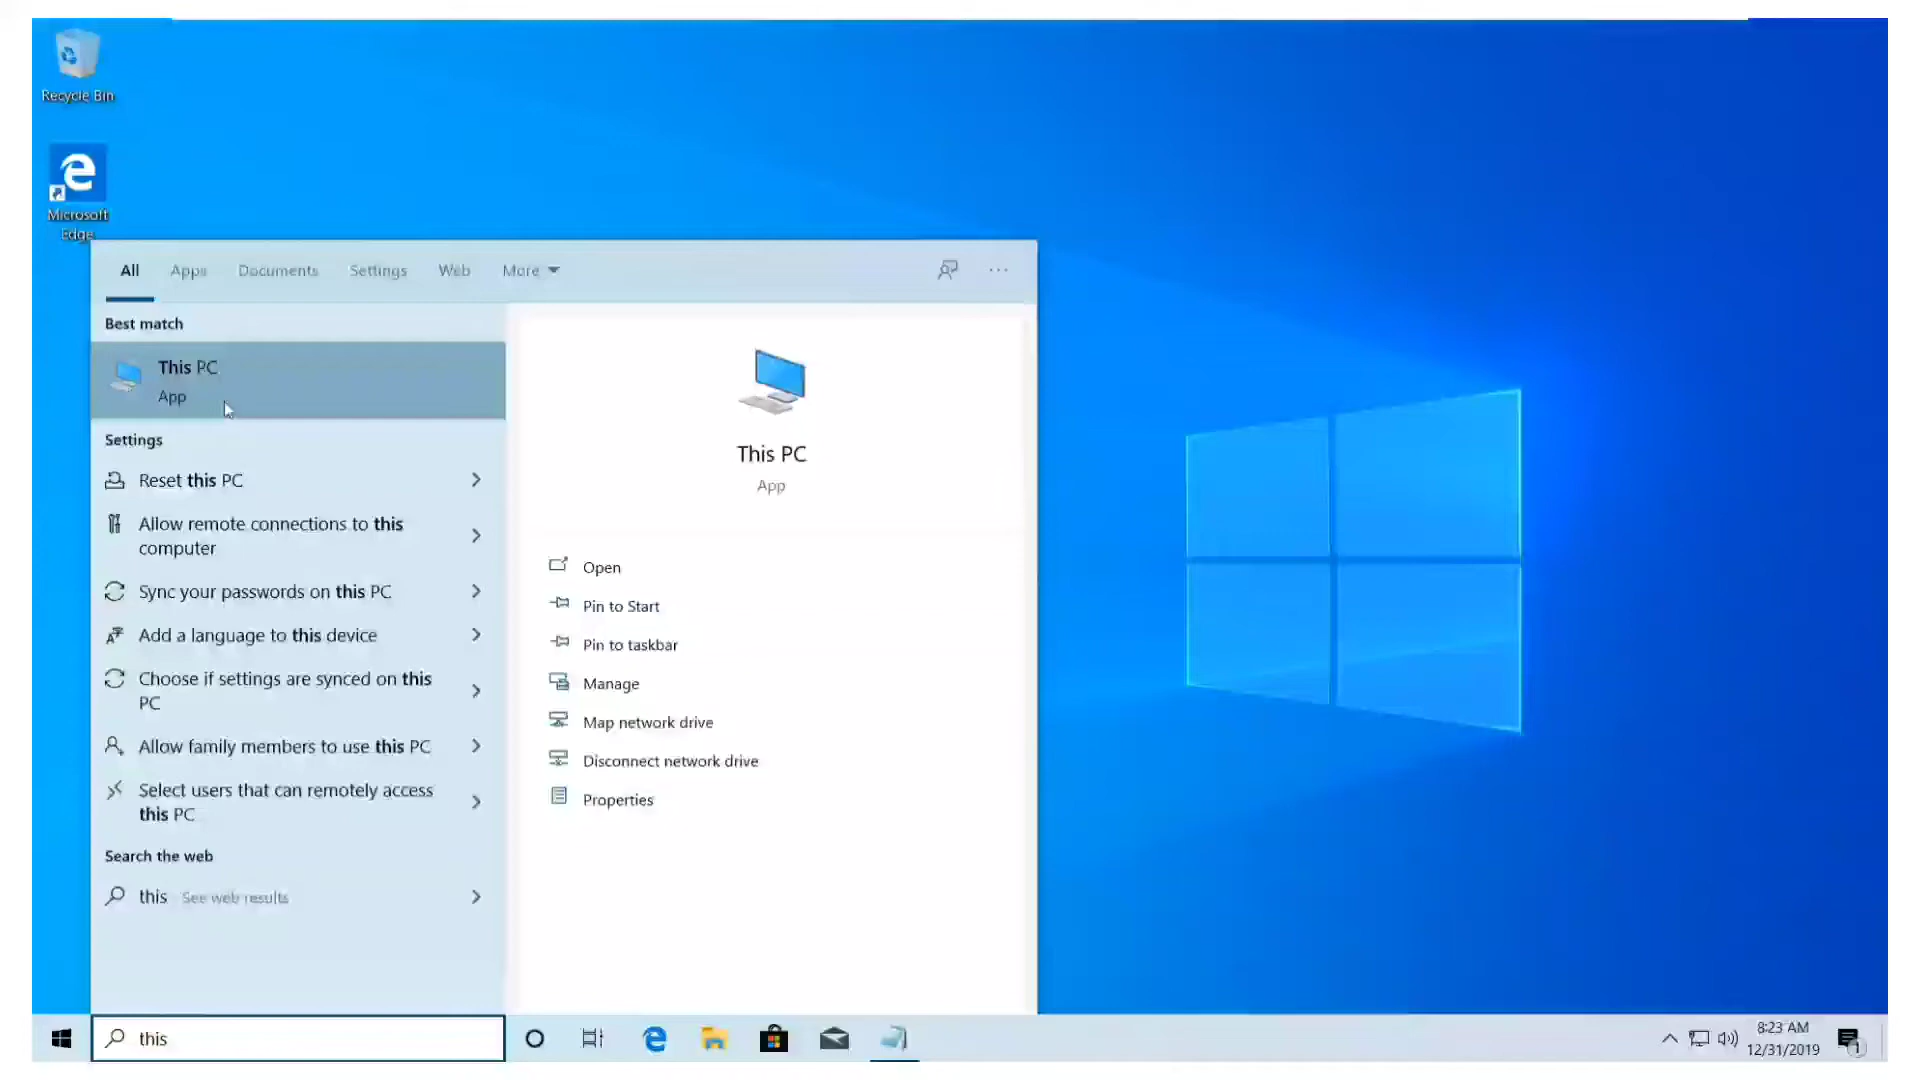 Recycle Bin
Microsoft
Edge
All Apps Documents Settings Web More
Best match
This PC
App
Settings
Reset this PC
Allow remote connections to this
computer
Sync your passwords on this PC
Add a language to this device
Choose if settings are synced on this
PC
Allow family members to use this PC
Select users that can remotely access
this PC
Search the web
this See web results
This PC
App
Open
Pin to Start
Pin to taskbar
Manage
Map network drive
Disconnect network drive
Properties
this
8:23 AM
12/31/2019
1